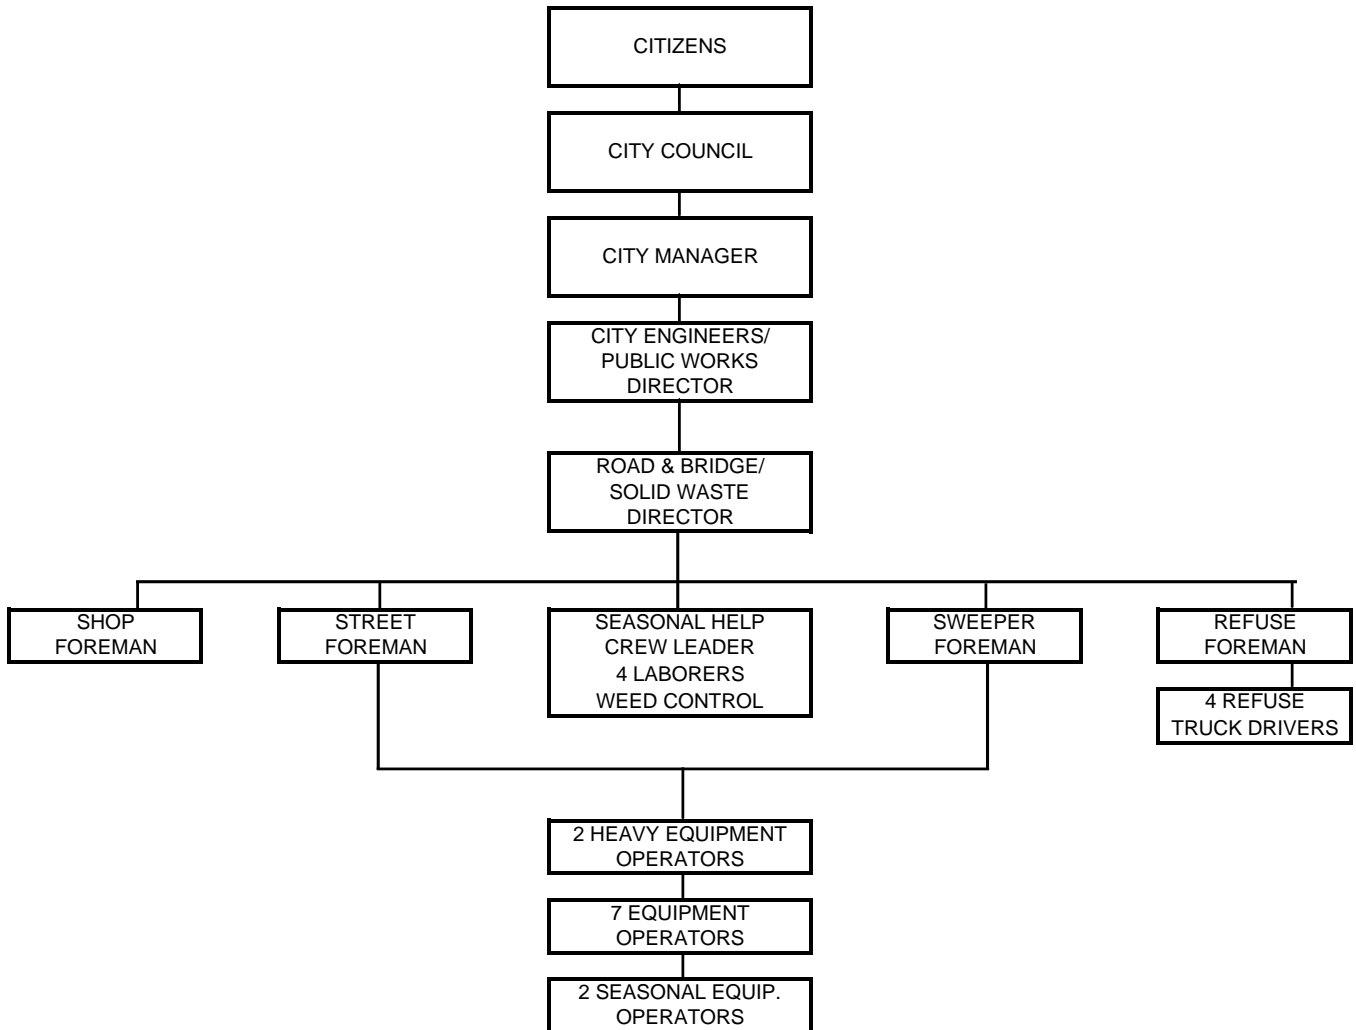 CITIZENS
CITY COUNCIL
CITY MANAGER
CITY ENGINEERS/
PUBLIC WORKS
DIRECTOR
ROAD & BRIDGE/
SOLID WASTE
DIRECTOR
SHOP
FOREMAN
STREET
FOREMAN
SEASONAL HELP
CREW LEADER
4 LABORERS
WEED CONTROL
SWEEPER
FOREMAN
REFUSE
FOREMAN
4 REFUSE
TRUCK DRIVERS
2 HEAVY EQUIPMENT
OPERATORS
7 EQUIPMENT
OPERATORS
2 SEASONAL EQUIP.
OPERATORS